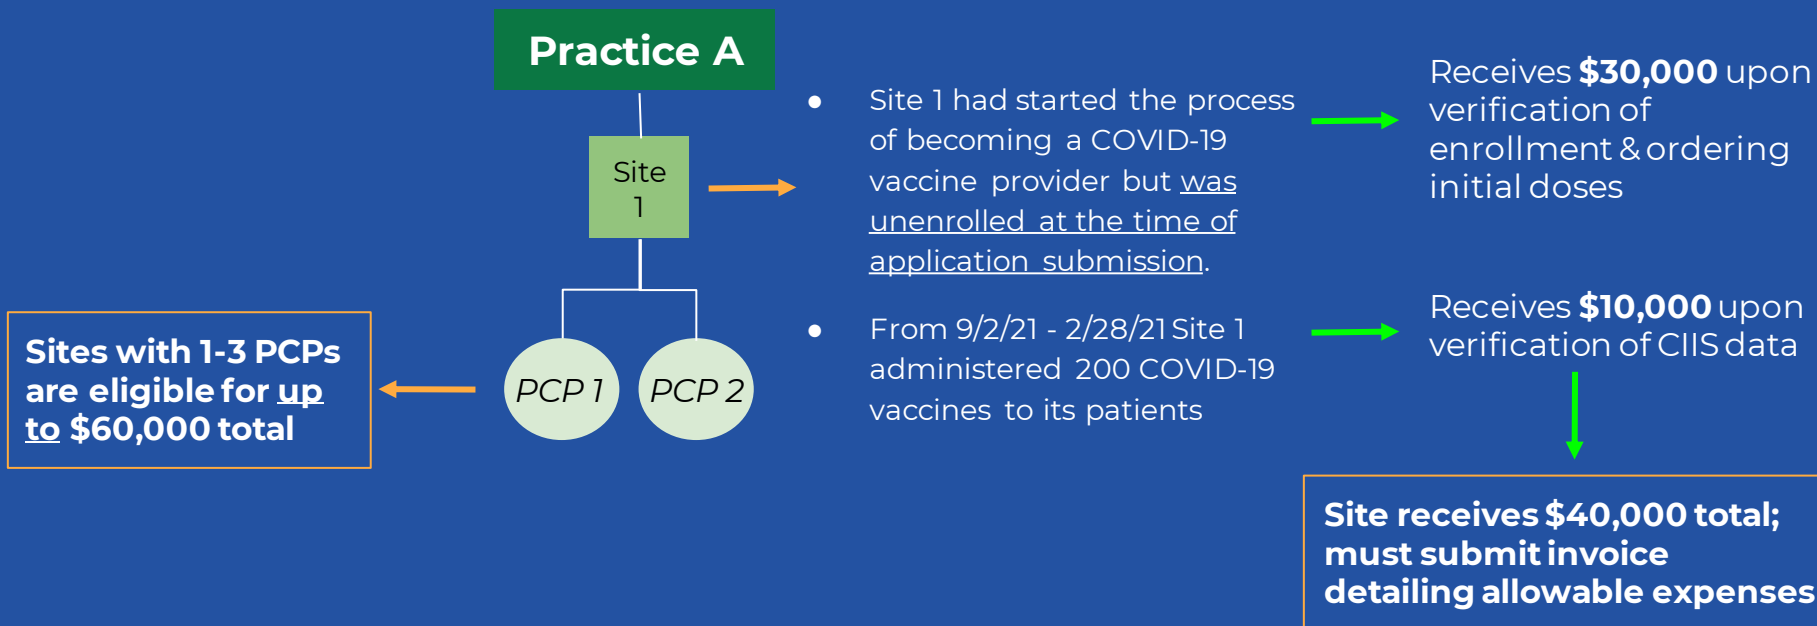 Practice A
Site
1
PCP 1
PCP 2
Sites with 1-3 PCPs
are eligible for up
to $60,000 total
● Site 1 had started the process
of becoming a COVID-19
vaccine provider but was
unenrolled at the time of
application submission.
● From 9/2/21 - 2/28/21 Site 1
administered 200 COVID-19
vaccines to its patients
Receives $30,000 upon
verification of
enrollment & ordering
initial doses
Receives $10,000 upon
verification of CIIS data
Site receives $40,000 total;
must submit invoice
detailing allowable expenses